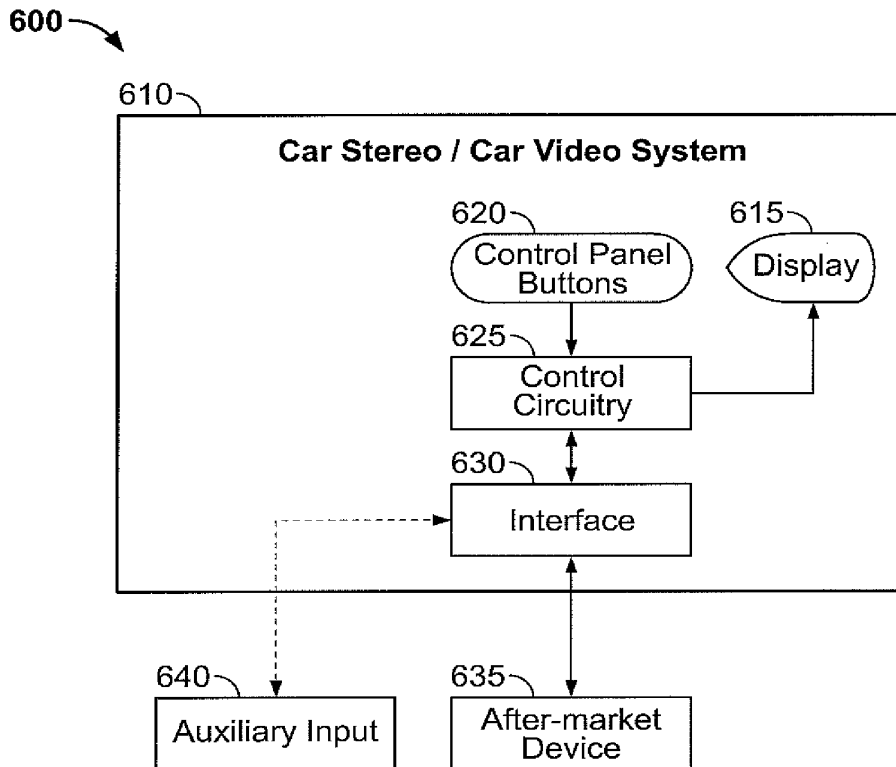 600
610
Car Stereo / Car Video System
620
615
Control Panel
Buttons
Display
625
Control
Circuitry
630
Interface
640
635
Auxiliary Input
After-market
Device